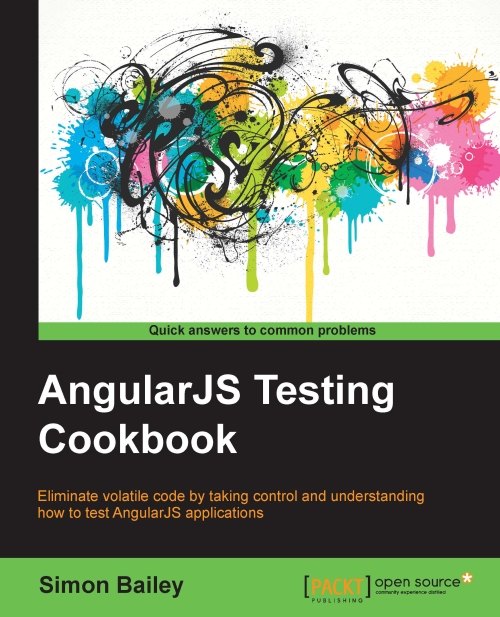 Quick answers to common problems
AngularJS Testing
Cookbook
Eliminate volatile code by taking control and understanding
how to test AngularJS applications
Simon Bailey
[PACKT] open source*
PUBLISHING community experience distilled